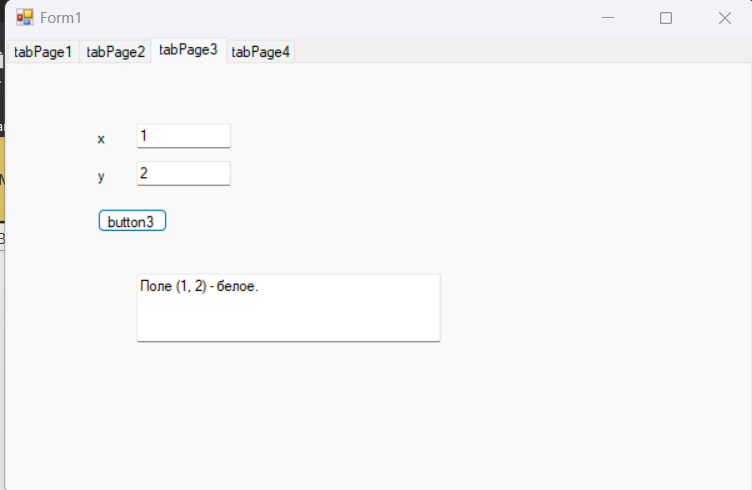 Form1
tabPage1 tabPage2 tabPage3 tabPage4
x 1
y 2
button3
Поле (1, 2) - белое.